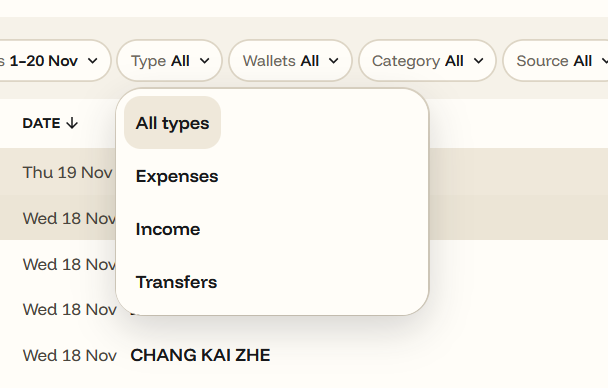 s 1–20 Nov Type All Wallets All Category All Source All
DATE
All types
Thu 19 Nov
Expenses
Wed 18 Nov
Income
Wed 18 Nov
Transfers
Wed 18 Nov
Wed 18 Nov CHANG KAI ZHE